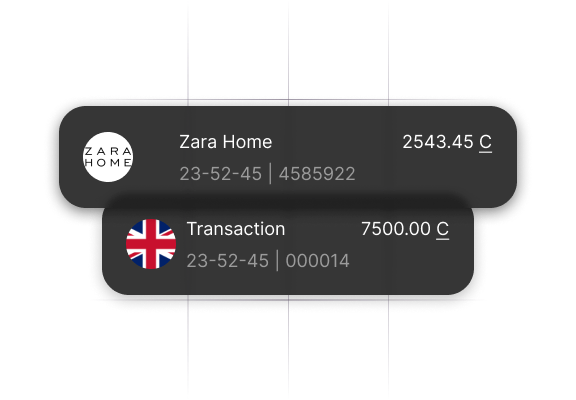 ZARA
HOME
Zara Home
2543.45 C
23-52-45 | 4585922
Transaction
7500.00 C
23-52-45 | 000014